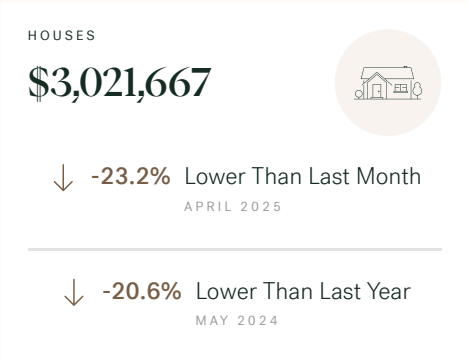 HOUSES
$3,021,667
-23.2% Lower Than Last Month
APRIL 2025
-20.6% Lower Than Last Year
MAY 2024